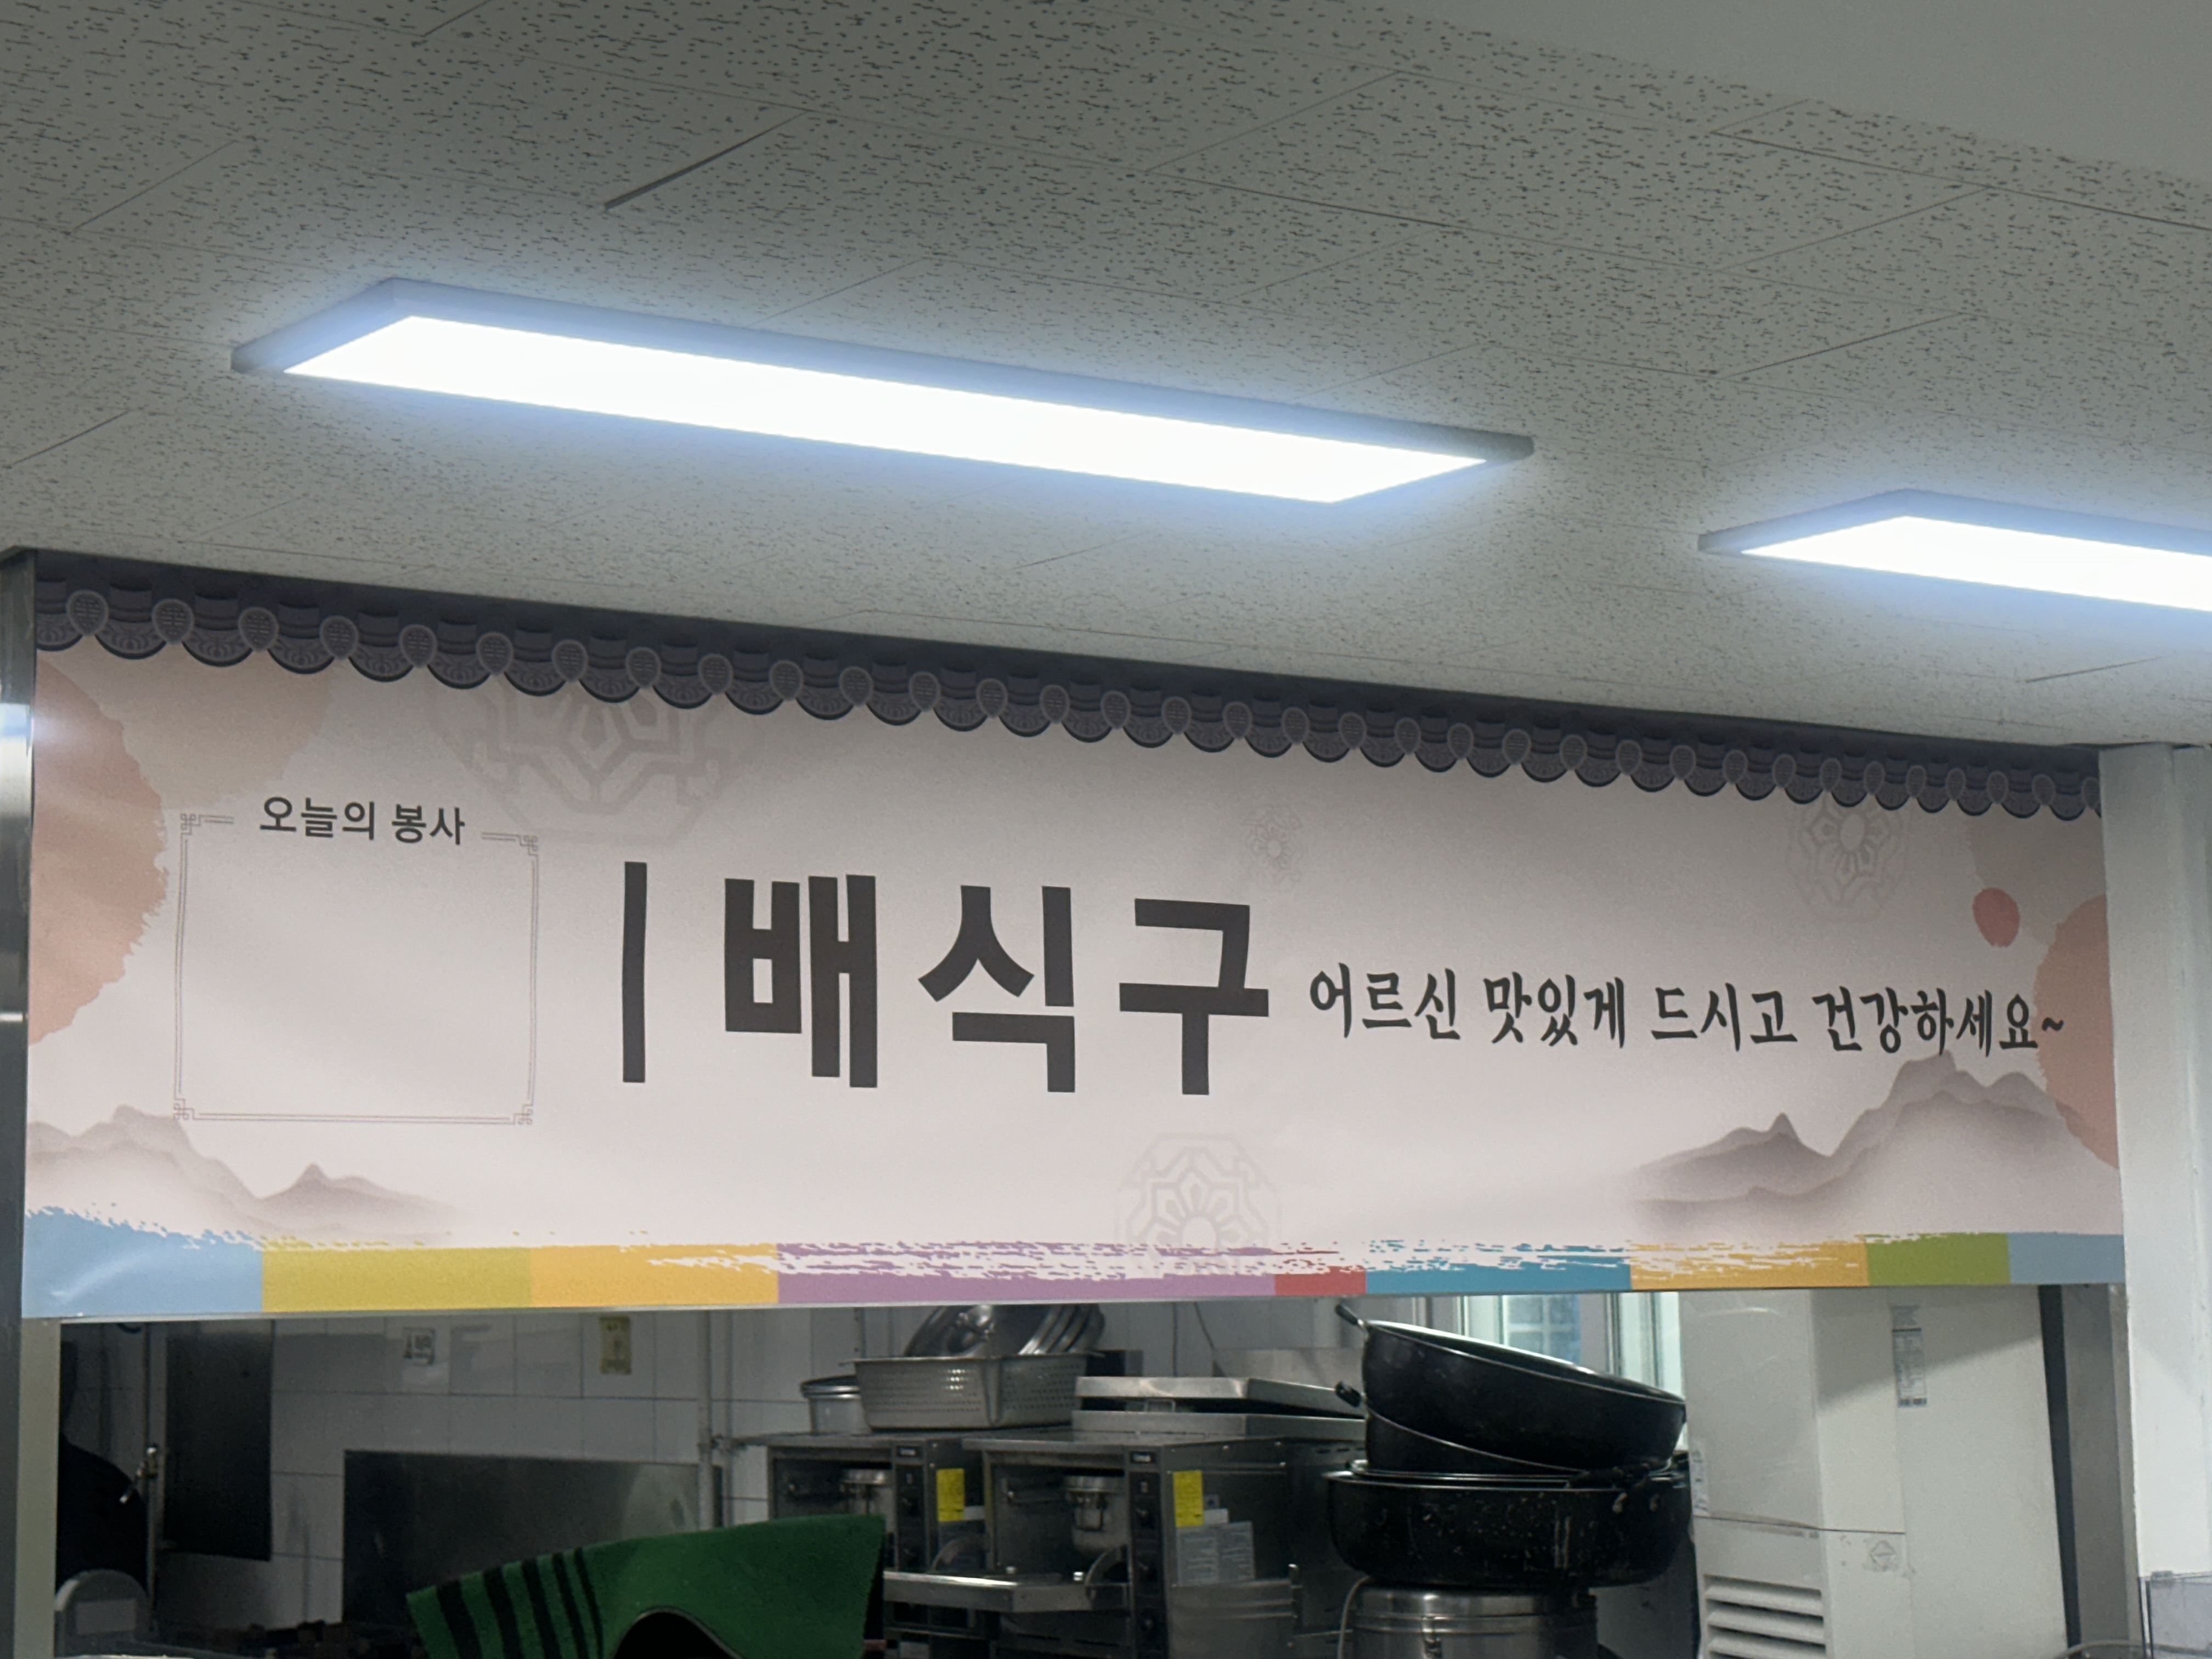 오늘의 봉사
| 배식구 어르신 맛있게 드시고 건강하세요~